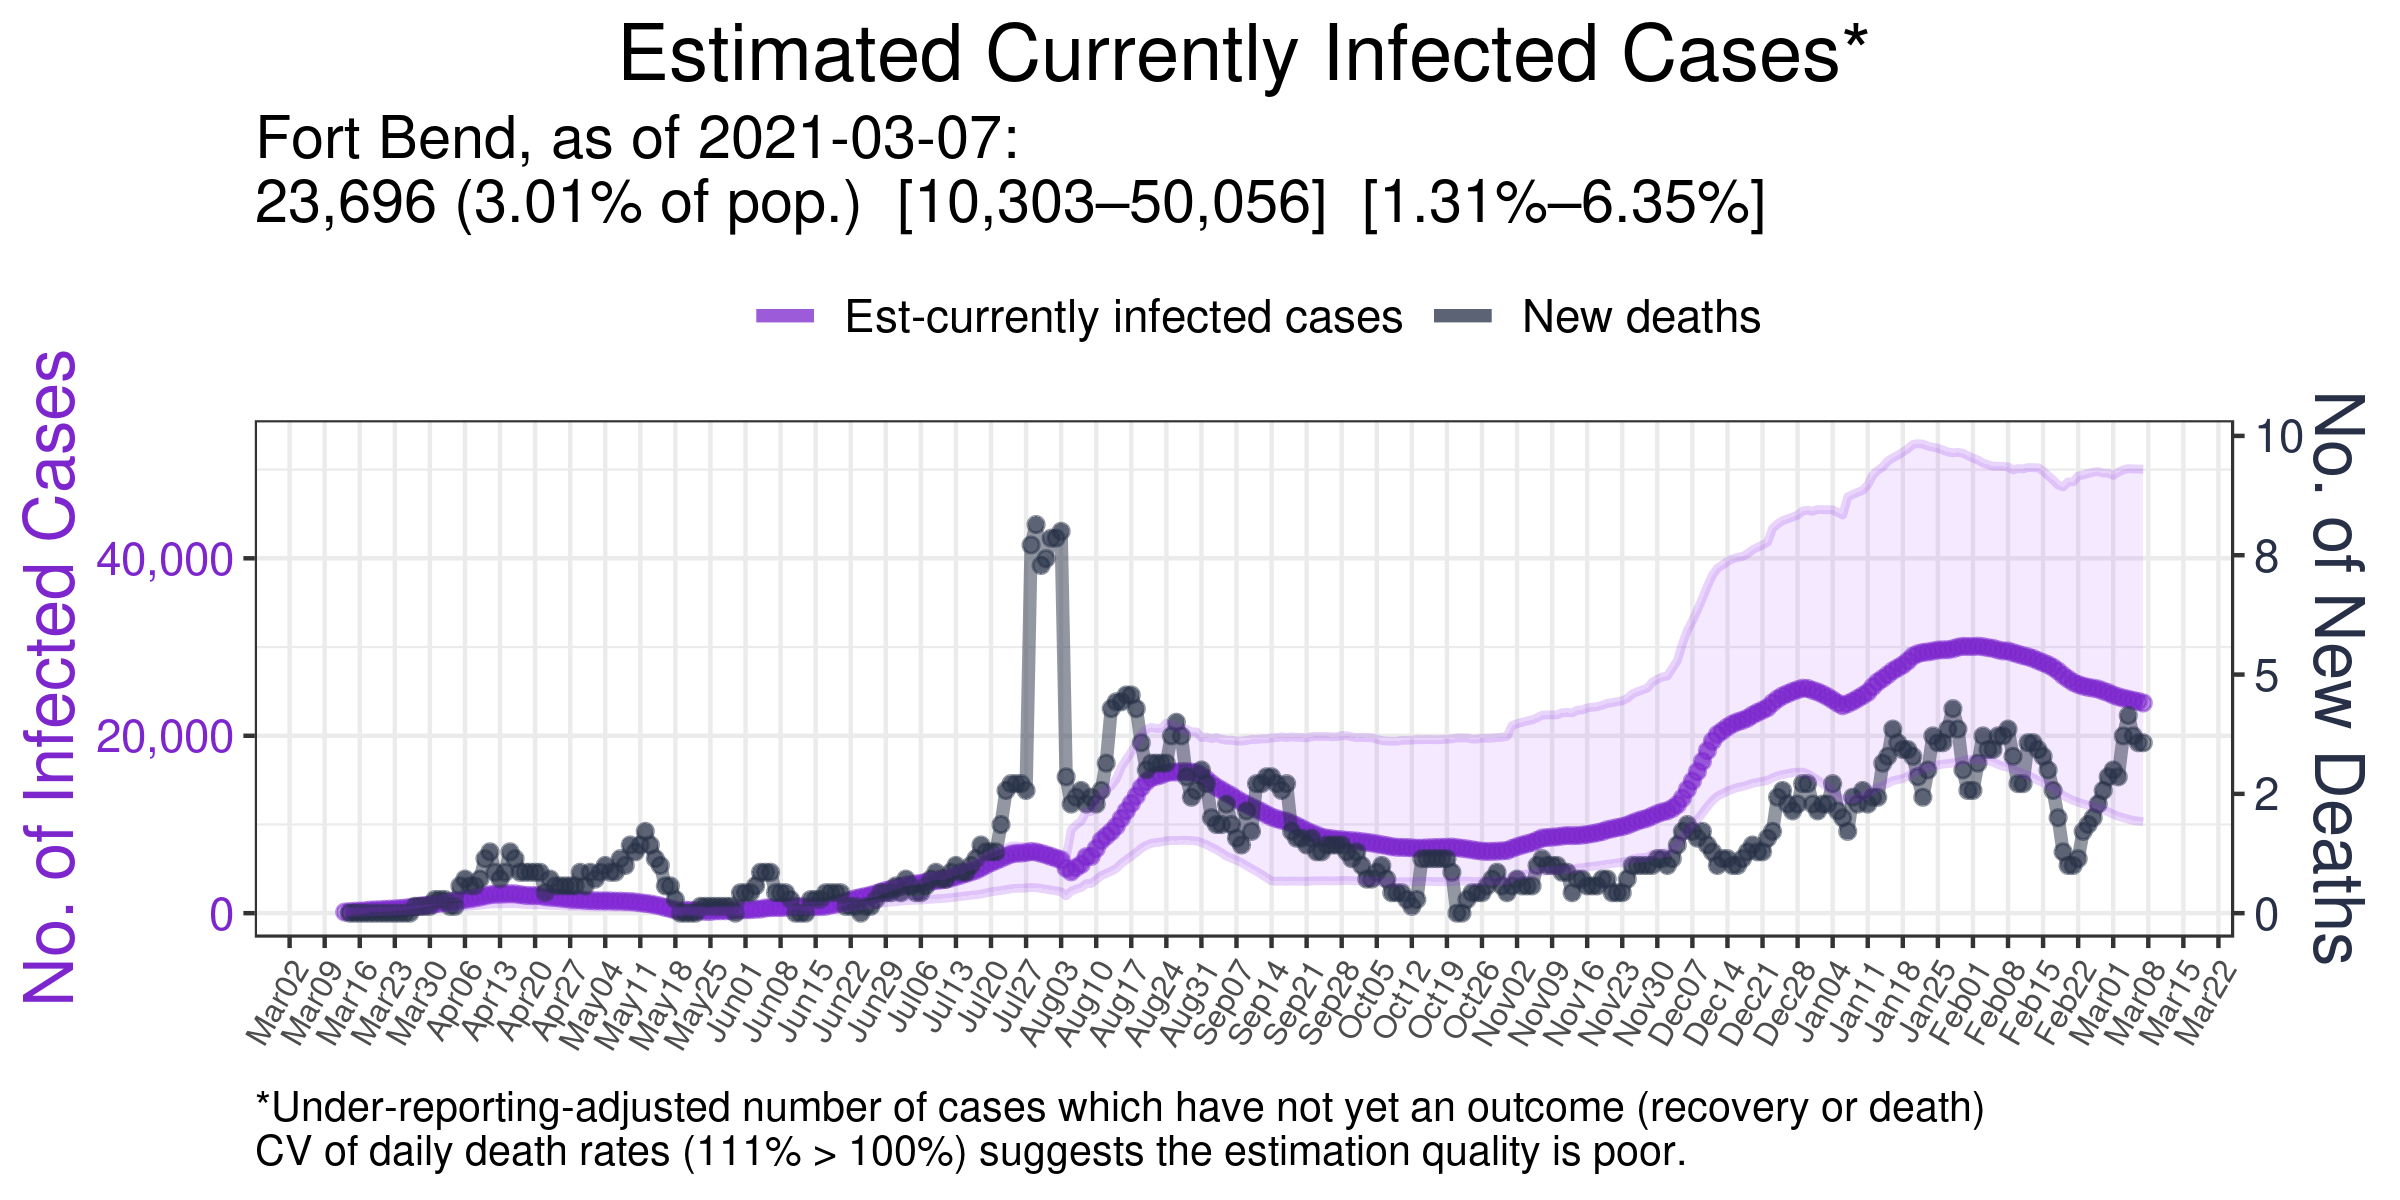 Estimated Currently Infected Cases*
Fort Bend, as of 2021-03-07:
23,696 (3.01% of pop.) [10,303–50,056] [1.31%–6.35%]
Est-currently infected cases New deaths
No. of Infected Cases
40,000
20,000
0
10
8
5
2
0
No. of New Deaths
Mar02 Mar09 Mar16 Mar23 Mar30 Apr06 Apr13 Apr20 Apr27 May04 May11 May18 May25 Jun01 Jun08 Jun15 Jun22 Jun29 Jul06 Jul13 Jul20 Jul27 Aug03 Aug10 Aug17 Aug24 Aug31 Sep07 Sep14 Sep21 Sep28 Oct05 Oct12 Oct19 Oct26 Nov02 Nov09 Nov16 Nov23 Nov30 Dec07 Dec14 Dec21 Dec28 Jan04 Jan11 Jan18 Jan25 Feb01 Feb08 Feb15 Feb22 Mar01 Mar08 Mar15 Mar22
*Under-reporting-adjusted number of cases which have not yet an outcome (recovery or death)
CV of daily death rates (111% > 100%) suggests the estimation quality is poor.